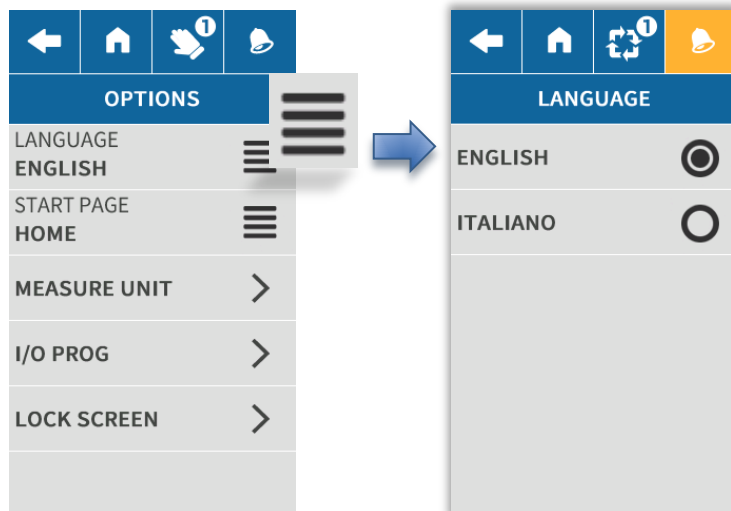 1
OPTIONS
LANGUAGE
ENGLISH
START PAGE
HOME
MEASURE UNIT
I/O PROG
LOCK SCREEN
1
LANGUAGE
ENGLISH
ITALIANO